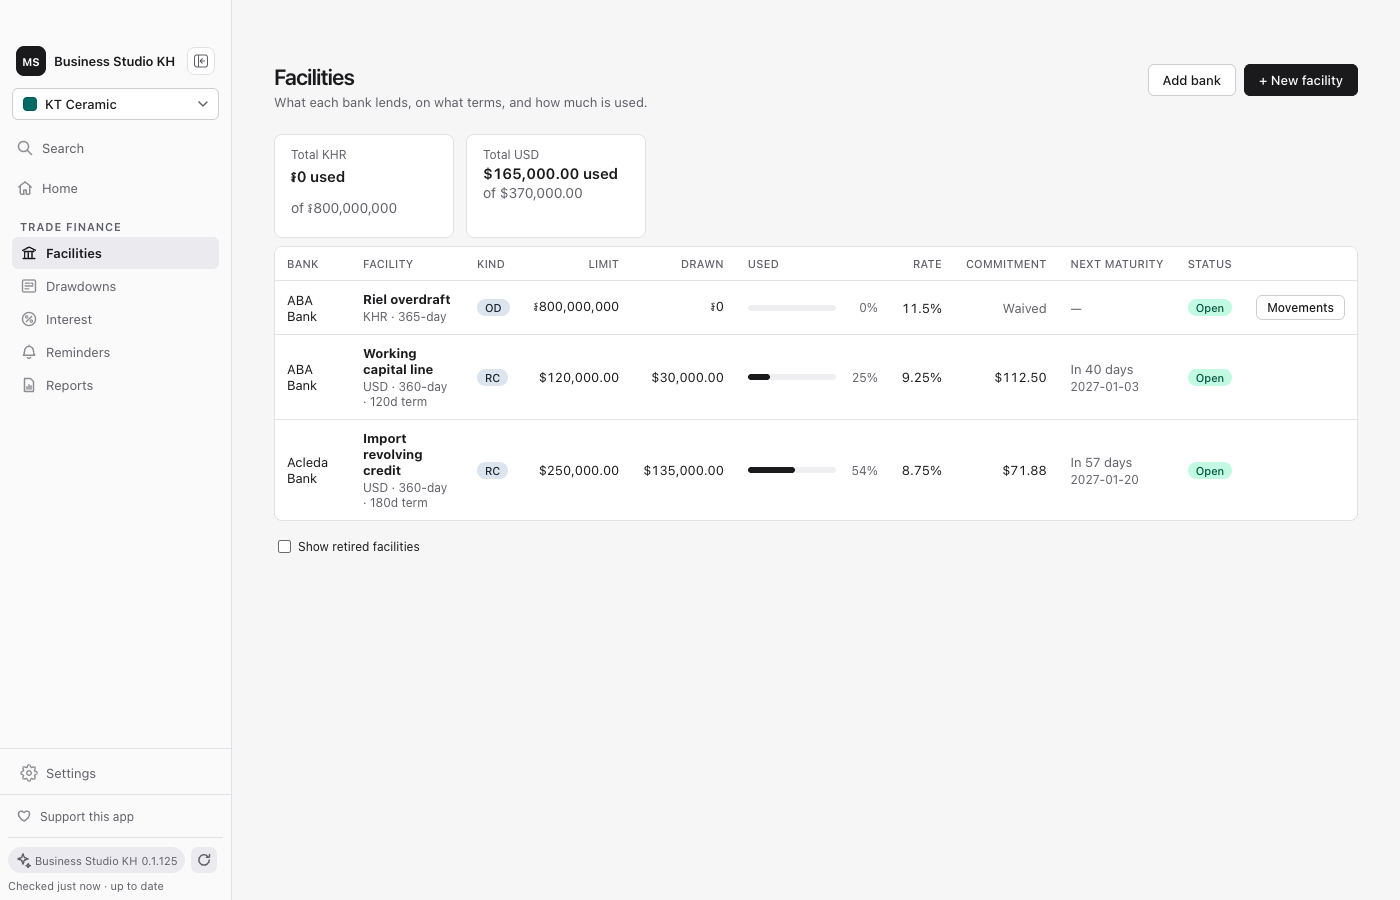 MS Business Studio KH
KT Ceramic
Search
Home
TRADE FINANCE
Facilities
Drawdowns
Interest
Reminders
Reports
Settings
Support this app
Business Studio KH 0.1.125
Checked just now · up to date
Facilities
What each bank lends, on what terms, and how much is used.
Add bank
+ New facility
Total KHR
៛0 used
of ៛800,000,000
Total USD
$165,000.00 used
of $370,000.00
BANK FACILITY KIND LIMIT DRAWN USED RATE COMMITMENT NEXT MATURITY STATUS
ABA
Bank
Riel overdraft
KHR · 365-day
OD ៛800,000,000 ៛0 0% 11.5% Waived — Open Movements
ABA
Bank
Working
capital line
USD · 360-day
· 120d term
RC $120,000.00 $30,000.00 25% 9.25% $112.50
In 40 days
2027-01-03
Open
Acleda
Bank
Import
revolving
credit
USD · 360-day
· 180d term
RC $250,000.00 $135,000.00 54% 8.75% $71.88
In 57 days
2027-01-20
Open
Show retired facilities